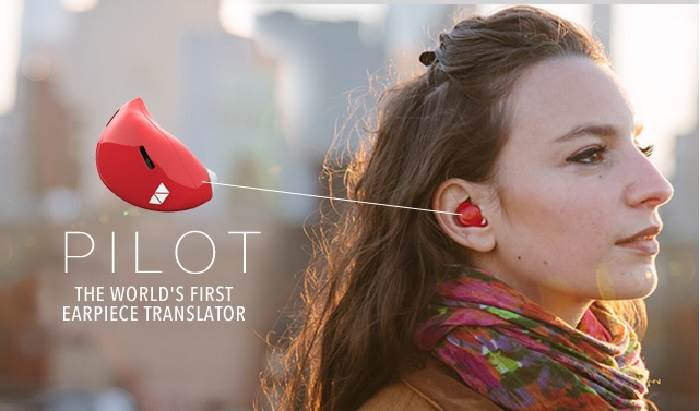 PILOT
THE WORLD'S FIRST
EARPIECE TRANSLATOR